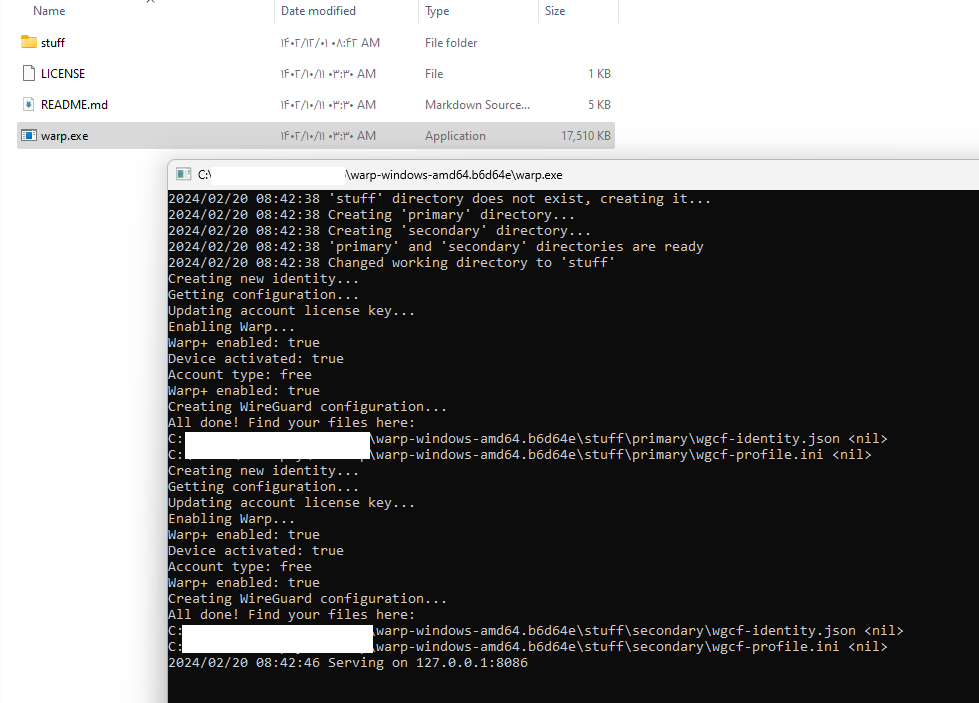 Name Date modified Type Size
stuff ۱۴۰۲/۱۲/۰۱ ۰۸:۴۲ AM File folder
LICENSE ۱۴۰۲/۱۰/۱۱ ۰۳:۳۰ AM File 1 KB
README.md ۱۴۰۲/۱۰/۱۱ ۰۳:۳۰ AM Markdown Source... 5 KB
warp.exe ۱۴۰۲/۱۰/۱۱ ۰۳:۳۰ AM Application 17,510 KB
C:\ \warp-windows-amd64.b6d64e\warp.exe
2024/02/20 08:42:38 'stuff' directory does not exist, creating it...
2024/02/20 08:42:38 Creating 'primary' directory...
2024/02/20 08:42:38 Creating 'secondary' directory...
2024/02/20 08:42:38 'primary' and 'secondary' directories are ready
2024/02/20 08:42:38 Changed working directory to 'stuff'
Creating new identity...
Getting configuration...
Updating account license key...
Enabling Warp...
Warp+ enabled: true
Device activated: true
Account type: free
Warp+ enabled: true
Creating WireGuard configuration...
All done! Find your files here:
C: \warp-windows-amd64.b6d64e\stuff\primary\wgcf-identity.json <nil>
C: \warp-windows-amd64.b6d64e\stuff\primary\wgcf-profile.ini <nil>
Creating new identity...
Getting configuration...
Updating account license key...
Enabling Warp...
Warp+ enabled: true
Device activated: true
Account type: free
Warp+ enabled: true
Creating WireGuard configuration...
All done! Find your files here:
C: \warp-windows-amd64.b6d64e\stuff\secondary\wgcf-identity.json <nil>
C: \warp-windows-amd64.b6d64e\stuff\secondary\wgcf-profile.ini <nil>
2024/02/20 08:42:46 Serving on 127.0.0.1:8086